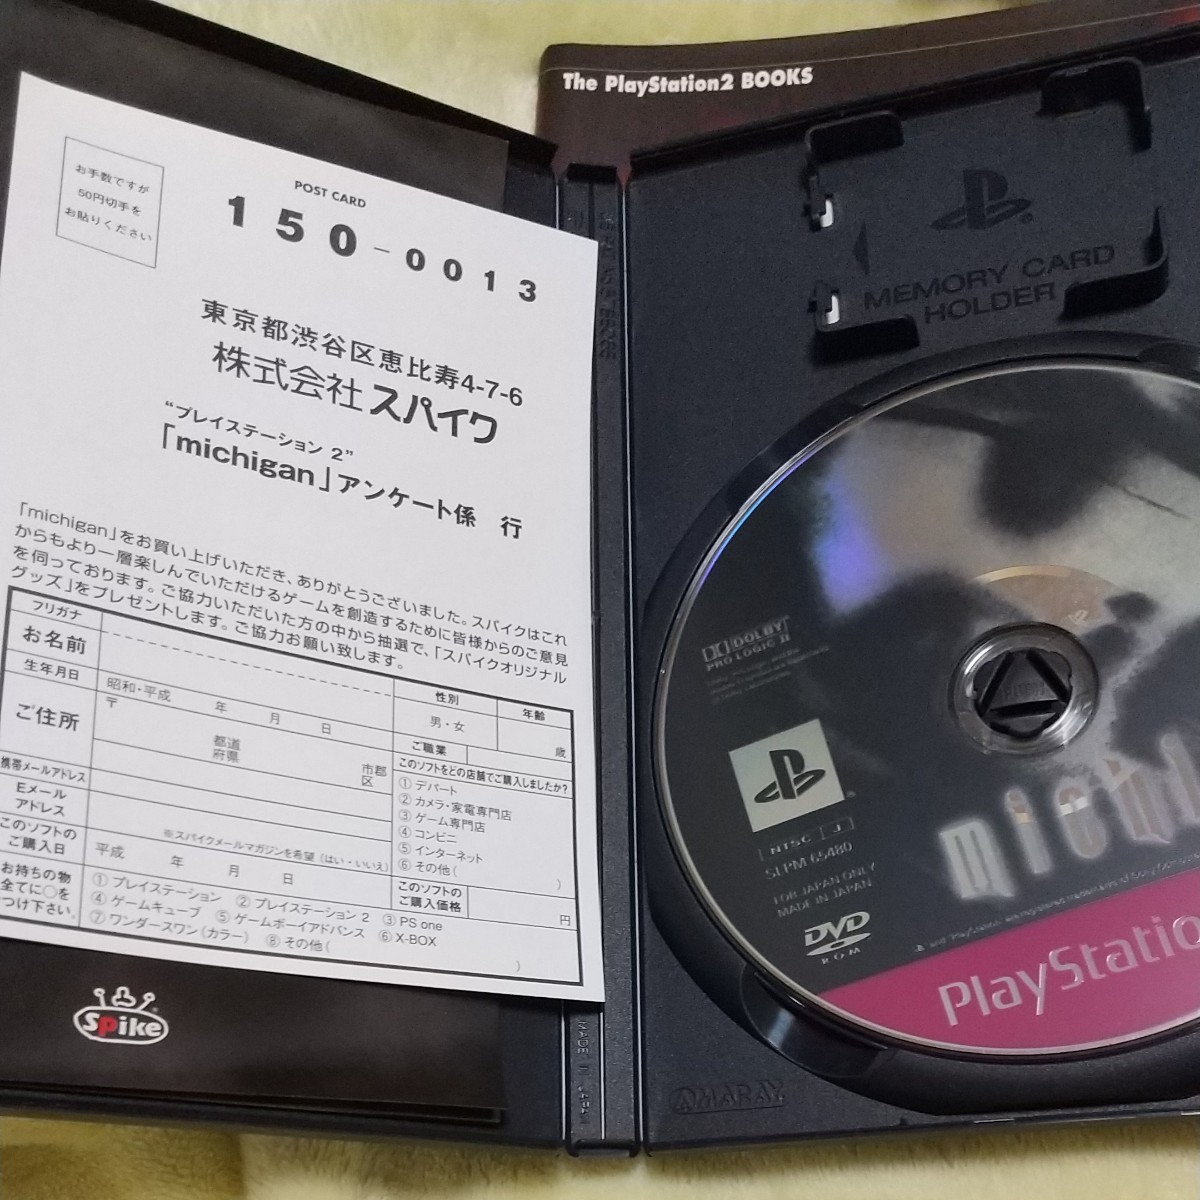 The PlayStation2 BOOKS
お手数ですが
50円切手を
お貼りください
POST CARD
150-0013
東京都渋谷区恵比寿4-7-6
株式会社スパイク
“プレイステーション 2”
「michigan」アンケート係 行
「michigan」をお買い上げいただき、ありがとうございました。スパイクはこれ
からもより一層楽しんでいただけるゲームを創造するために皆様からのご意見
を伺っております。ご協力いただいた方の中から抽選で、「スパイクオリジナル
グッズ」をプレゼントします。ご協力お願い致します。
フリガナ
お名前
性別
年齢
男・女
歳
生年月日
昭和・平成 年 月 日
ご職業
ご住所
〒
都道
府県
市郡
区
携帯メールアドレス
Eメール
アドレス
※スパイクメールマガジンを希望（はい・いいえ）
このソフトをどの店舗でご購入しましたか?
① デパート
② カメラ・家電専門店
③ ゲーム専門店
④ コンビニ
⑤ インターネット
⑥ その他( )
このソフトの
ご購入日
平成 年 月 日
このソフトの
ご購入価格
円
お持ちの物
全てに○を
つけ下さい。
① プレイステーション ② プレイステーション 2 ③ PS one
④ ゲームキューブ ⑤ ゲームボーイアドバンス ⑥ X-BOX
⑦ ワンダースワン（カラー） ⑧ その他( )
Spike
MEMORY CARD
HOLDER
DOLBY
PRO LOGIC II
NTSC J
SLPM 65480
FOR JAPAN ONLY
MADE IN JAPAN
DVD
ROM
michi
PlayStatio
AMARAY